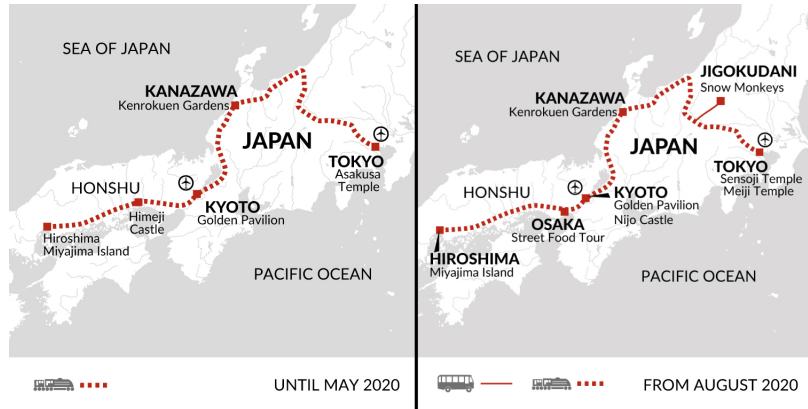 SEA OF JAPAN
KANAZAWA
Kenrokuen Gardens
JAPAN
TOKYO
Asakusa
Temple
HONSHU
KYOTO
Golden Pavilion
Himeji
Castle
Hiroshima
Miyajima Island
PACIFIC OCEAN
UNTIL MAY 2020
SEA OF JAPAN
JIGOKUDANI
Snow Monkeys
KANAZAWA
Kenrokuen Gardens
JAPAN
TOKYO
Sensoji Temple
Meiji Temple
HONSHU
KYOTO
Golden Pavilion
Nijo Castle
OSAKA
Street Food Tour
HIROSHIMA
Miyajima Island
PACIFIC OCEAN
FROM AUGUST 2020